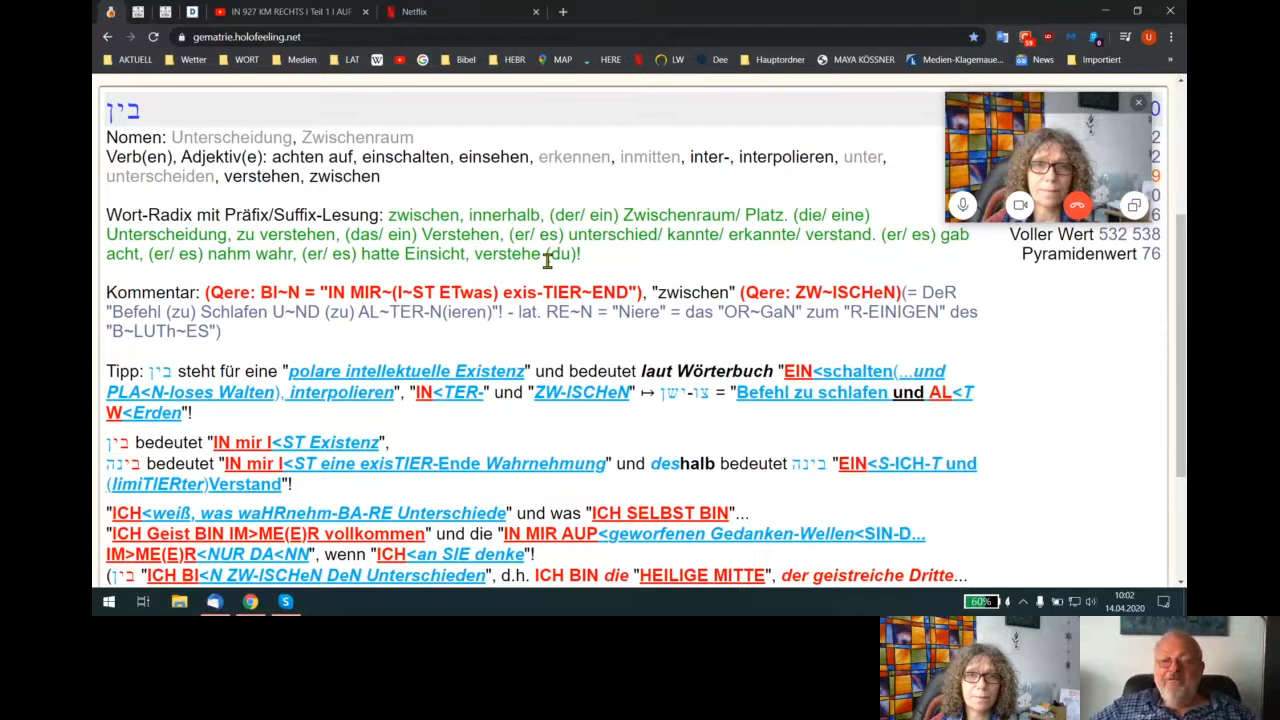 IN 927 KM RECHTS I Teil 1 I AUF
Netflix
gematrie.holofeeling.net
AKTUELL Wetter WORT Medien LAT Bibel HEBR MAP HERE LW Dee Hauptordner MAYA KÖSSNER Medien-Klagemaue... News Importiert
בין
Nomen: Unterscheidung, Zwischenraum
Verb(en), Adjektiv(e): achten auf, einschalten, einsehen, erkennen, inmitten, inter-, interpolieren, unter,
unterscheiden, verstehen, zwischen
Wort-Radix mit Präfix/Suffix-Lesung: zwischen, innerhalb, (der/ ein) Zwischenraum/ Platz. (die/ eine)
Unterscheidung, zu verstehen, (das/ ein) Verstehen, (er/ es) unterschied/ kannte/ erkannte/ verstand. (er/ es) gab
acht, (er/ es) nahm wahr, (er/ es) hatte Einsicht, verstehe (du)!
Voller Wert 532 538
Pyramidenwert 76
Kommentar: (Qere: BI~N = "IN MIR~(I~ST ETwas) exis-TIER~END"), "zwischen" (Qere: ZW~ISCHeN)(= DeR
"Befehl (zu) Schlafen U~ND (zu) AL~TER-N(ieren)"! - lat. RE~N = "Niere" = das "OR~GaN" zum "R-EINIGEN" des
"B~LUTh~ES")
Tipp: בין steht für eine "polare intellektuelle Existenz" und bedeutet laut Wörterbuch "EIN<schalten(...und
PLA<N-loses Walten), interpolieren", "IN<TER-" und "ZW-ISCHeN" ↦ צו-ישן = "Befehl zu schlafen und AL<T
W<Erden"!
בין bedeutet "IN mir I<ST Existenz",
בינה bedeutet "IN mir I<ST eine exisTIER-Ende Wahrnehmung" und deshalb bedeutet בינה "EIN<S-ICH-T und
(limiTIERter)Verstand"!
"ICH<weiß, was waHRnehm-BA-RE Unterschiede" und was "ICH SELBST BIN"...
"ICH Geist BIN IM>ME(E)R vollkommen" und die "IN MIR AUP<geworfenen Gedanken-Wellen<SIN-D...
IM>ME(E)R<NUR DA<NN", wenn "ICH<an SIE denke"!
(בין "ICH BI<N ZW-ISCHeN DeN Unterschieden", d.h. ICH BIN die "HEILIGE MITTE", der geistreiche Dritte...
60%
10:02
14.04.2020